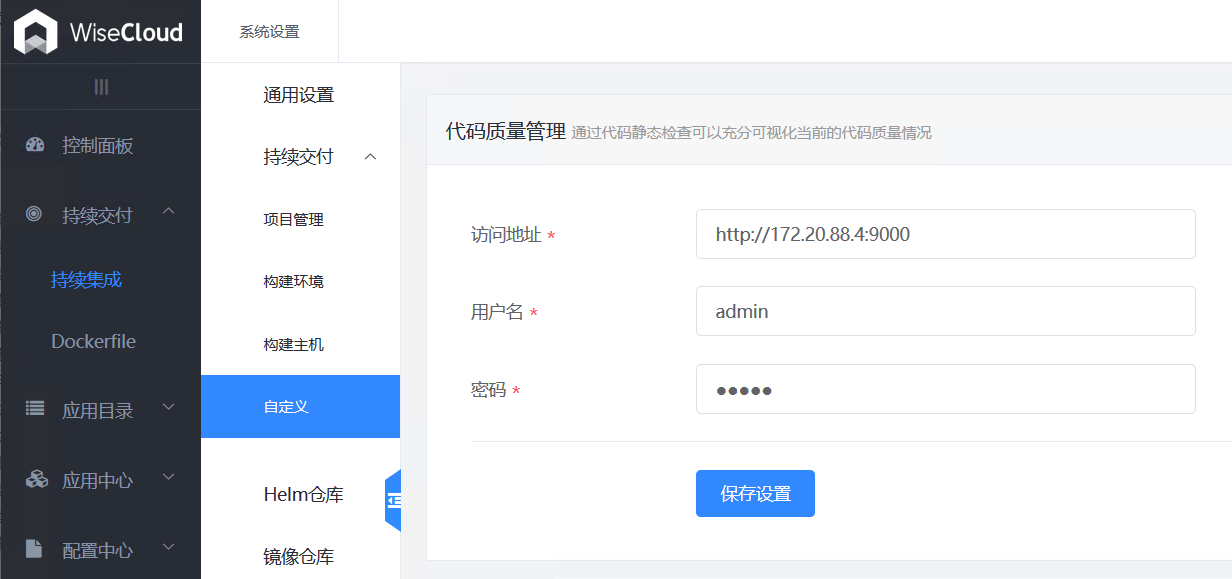 WiseCloud
控制面板
持续交付
持续集成
Dockerfile
应用目录
应用中心
配置中心
系统设置
通用设置
持续交付
项目管理
构建环境
构建主机
自定义
Helm仓库
镜像仓库
代码质量管理 通过代码静态检查可以充分可视化当前的代码质量情况
访问地址 * http://172.20.88.4:9000
用户名 * admin
密码 * ●●●●●
保存设置